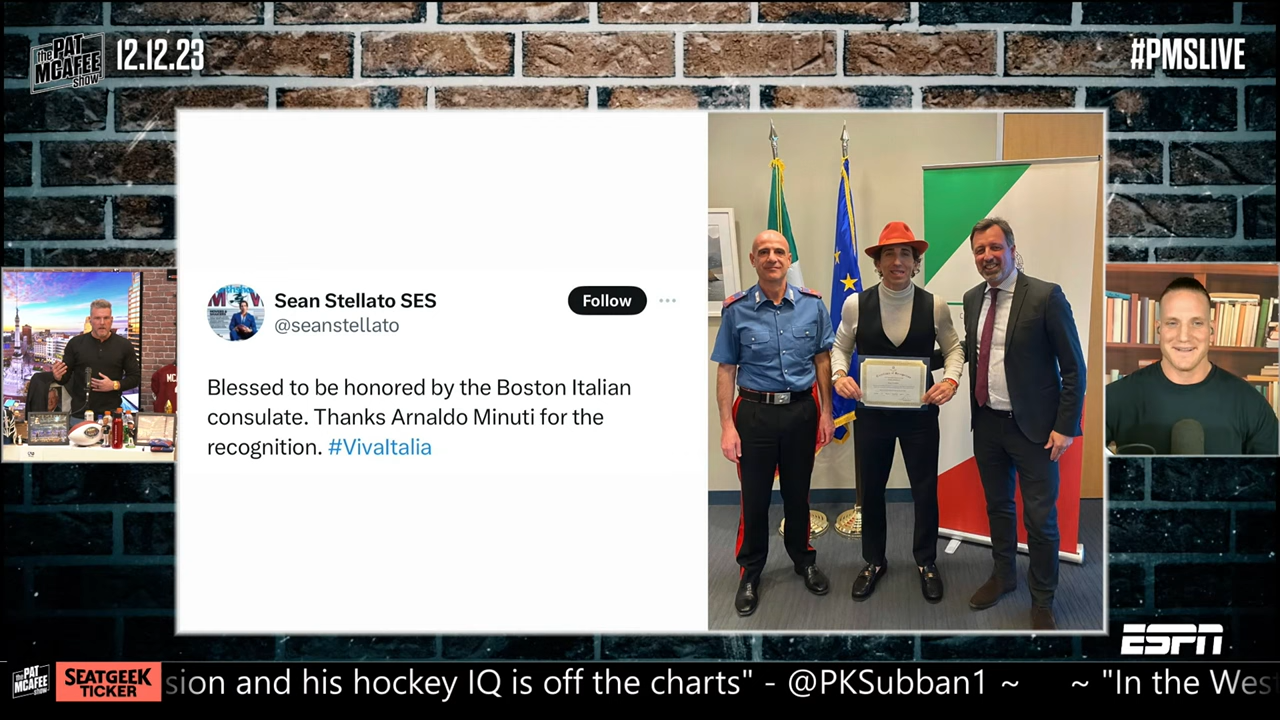 the PAT MCAFEE show
12.12.23
#PMSLIVE
Sean Stellato SES
@seanstellato
Follow
Blessed to be honored by the Boston Italian
consulate. Thanks Arnaldo Minuti for the
recognition. #VivaItalia
ESPN
the PAT MCAFEE show
SEATGEEK
TICKER
sion and his hockey IQ is off the charts" - @PKSubban1 ~ ~ "In the Wes